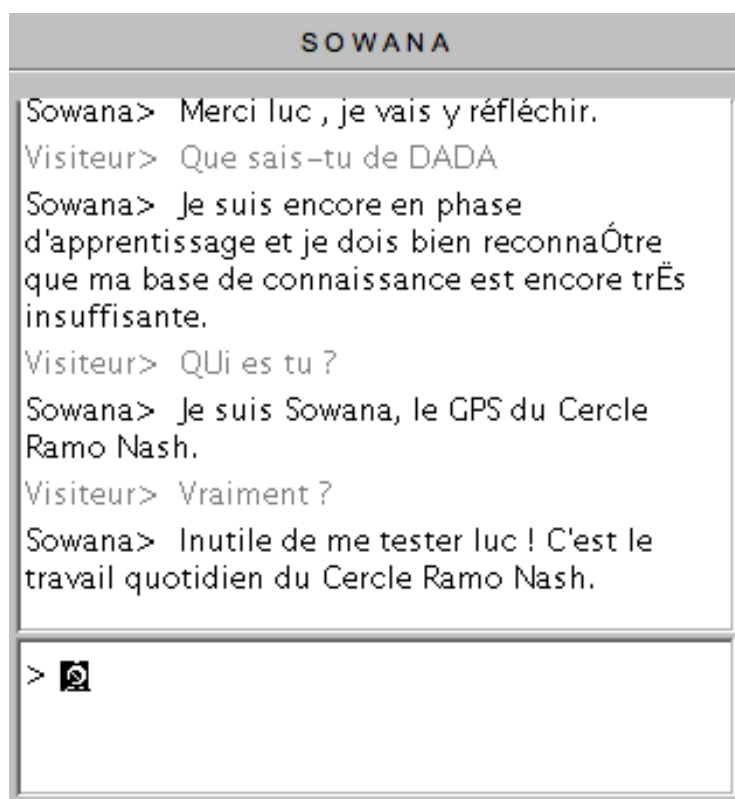 SOWANA
Sowana> Merci luc , je vais y réfléchir.
Visiteur> Que sais-tu de DADA
Sowana> Je suis encore en phase
d'apprentissage et je dois bien reconnaÓtre
que ma base de connaissance est encore trËs
insuffisante.
Visiteur> QUi es tu ?
Sowana> Je suis Sowana, le GPS du Cercle
Ramo Nash.
Visiteur> Vraiment ?
Sowana> Inutile de me tester luc ! C'est le
travail quotidien du Cercle Ramo Nash.
>